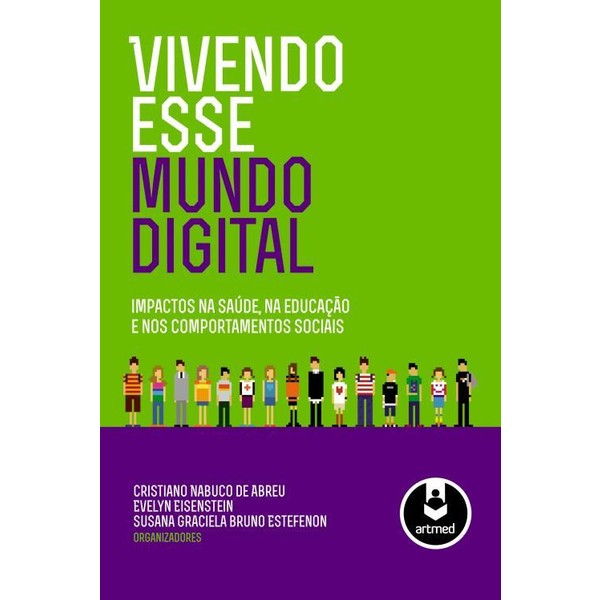 VIVENDO
ESSE
MUNDO
DIGITAL
IMPACTOS NA SAÚDE, NA EDUCAÇÃO
E NOS COMPORTAMENTOS SOCIAIS
CRISTIANO NABUCO DE ABREU
EVELYN EISENSTEIN
SUSANA GRACIELA BRUNO ESTEFENON
ORGANIZADORES
artmed